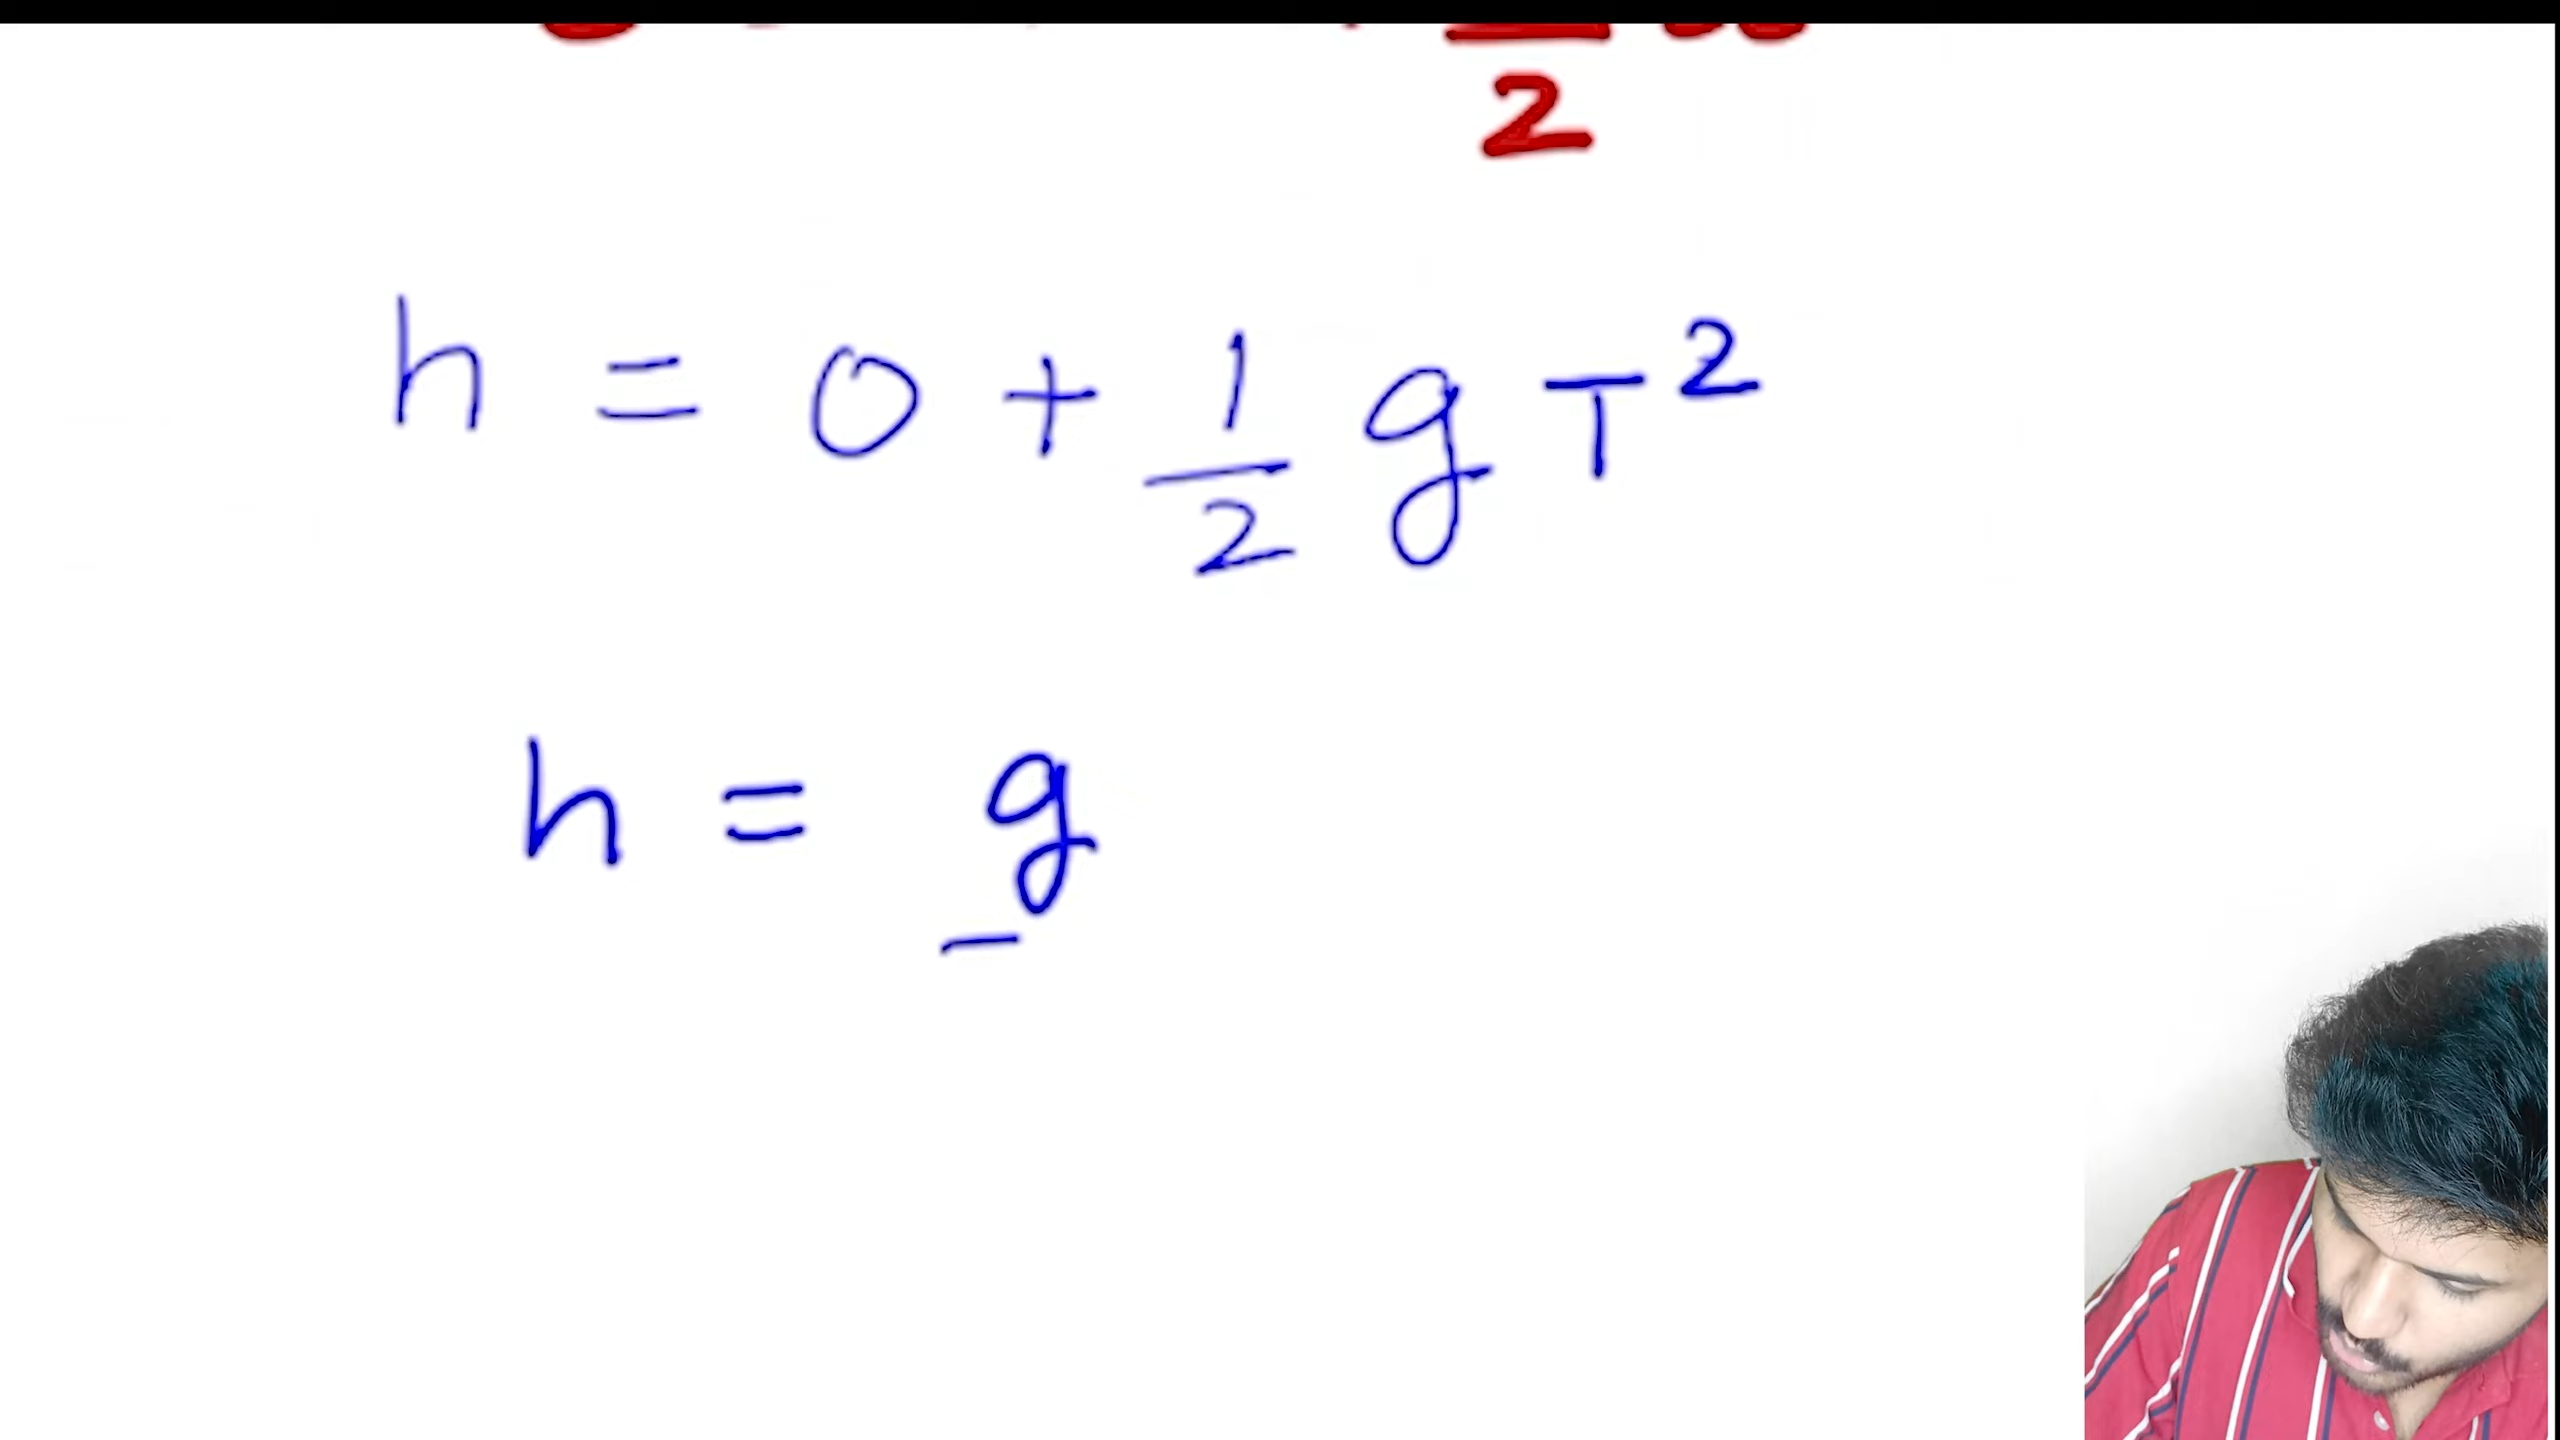 2
h = 0 + 1/2 g T²
h = g